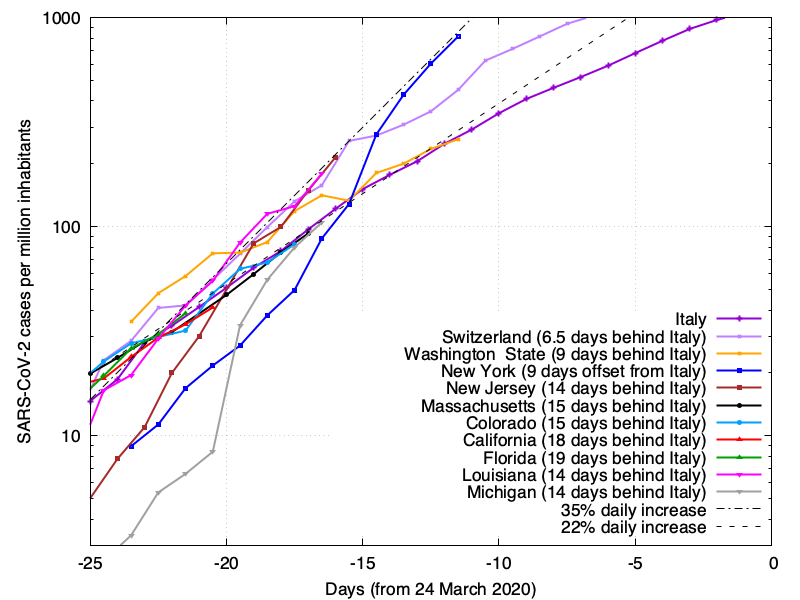 1000
100
10
SARS-CoV-2 cases per million inhabitants
Italy
Switzerland (6.5 days behind Italy)
Washington  State (9 days behind Italy)
New York (9 days offset from Italy)
New Jersey (14 days behind Italy)
Massachusetts (15 days behind Italy)
Colorado (15 days behind Italy)
California (18 days behind Italy)
Florida (19 days behind Italy)
Louisiana (14 days behind Italy)
Michigan (14 days behind Italy)
35% daily increase
22% daily increase
-25 -20 -15 -10 -5 0
Days (from 24 March 2020)